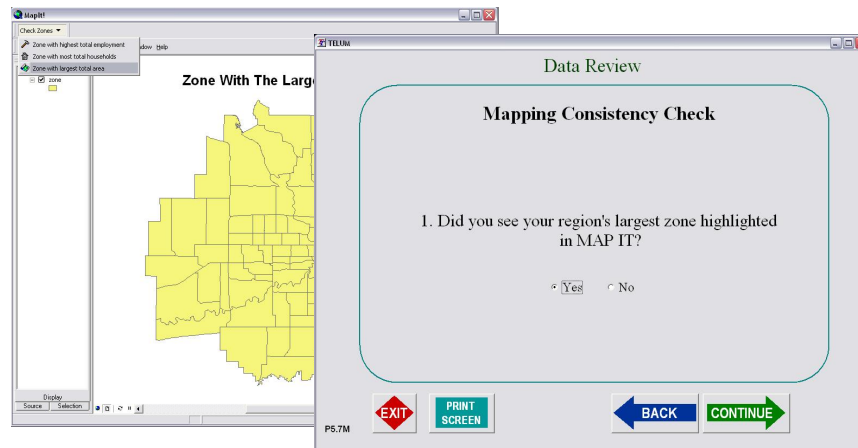 MapIt!
Check Zones
Zone with highest total employment
Zone with most total households
Zone with largest total area
Help
zone
Zone With The Larg
Display
Source
Selection
TELUM
Data Review
Mapping Consistency Check
1. Did you see your region's largest zone highlighted
in MAP IT?
Yes
No
EXIT
PRINT
SCREEN
BACK
CONTINUE
P5.7M